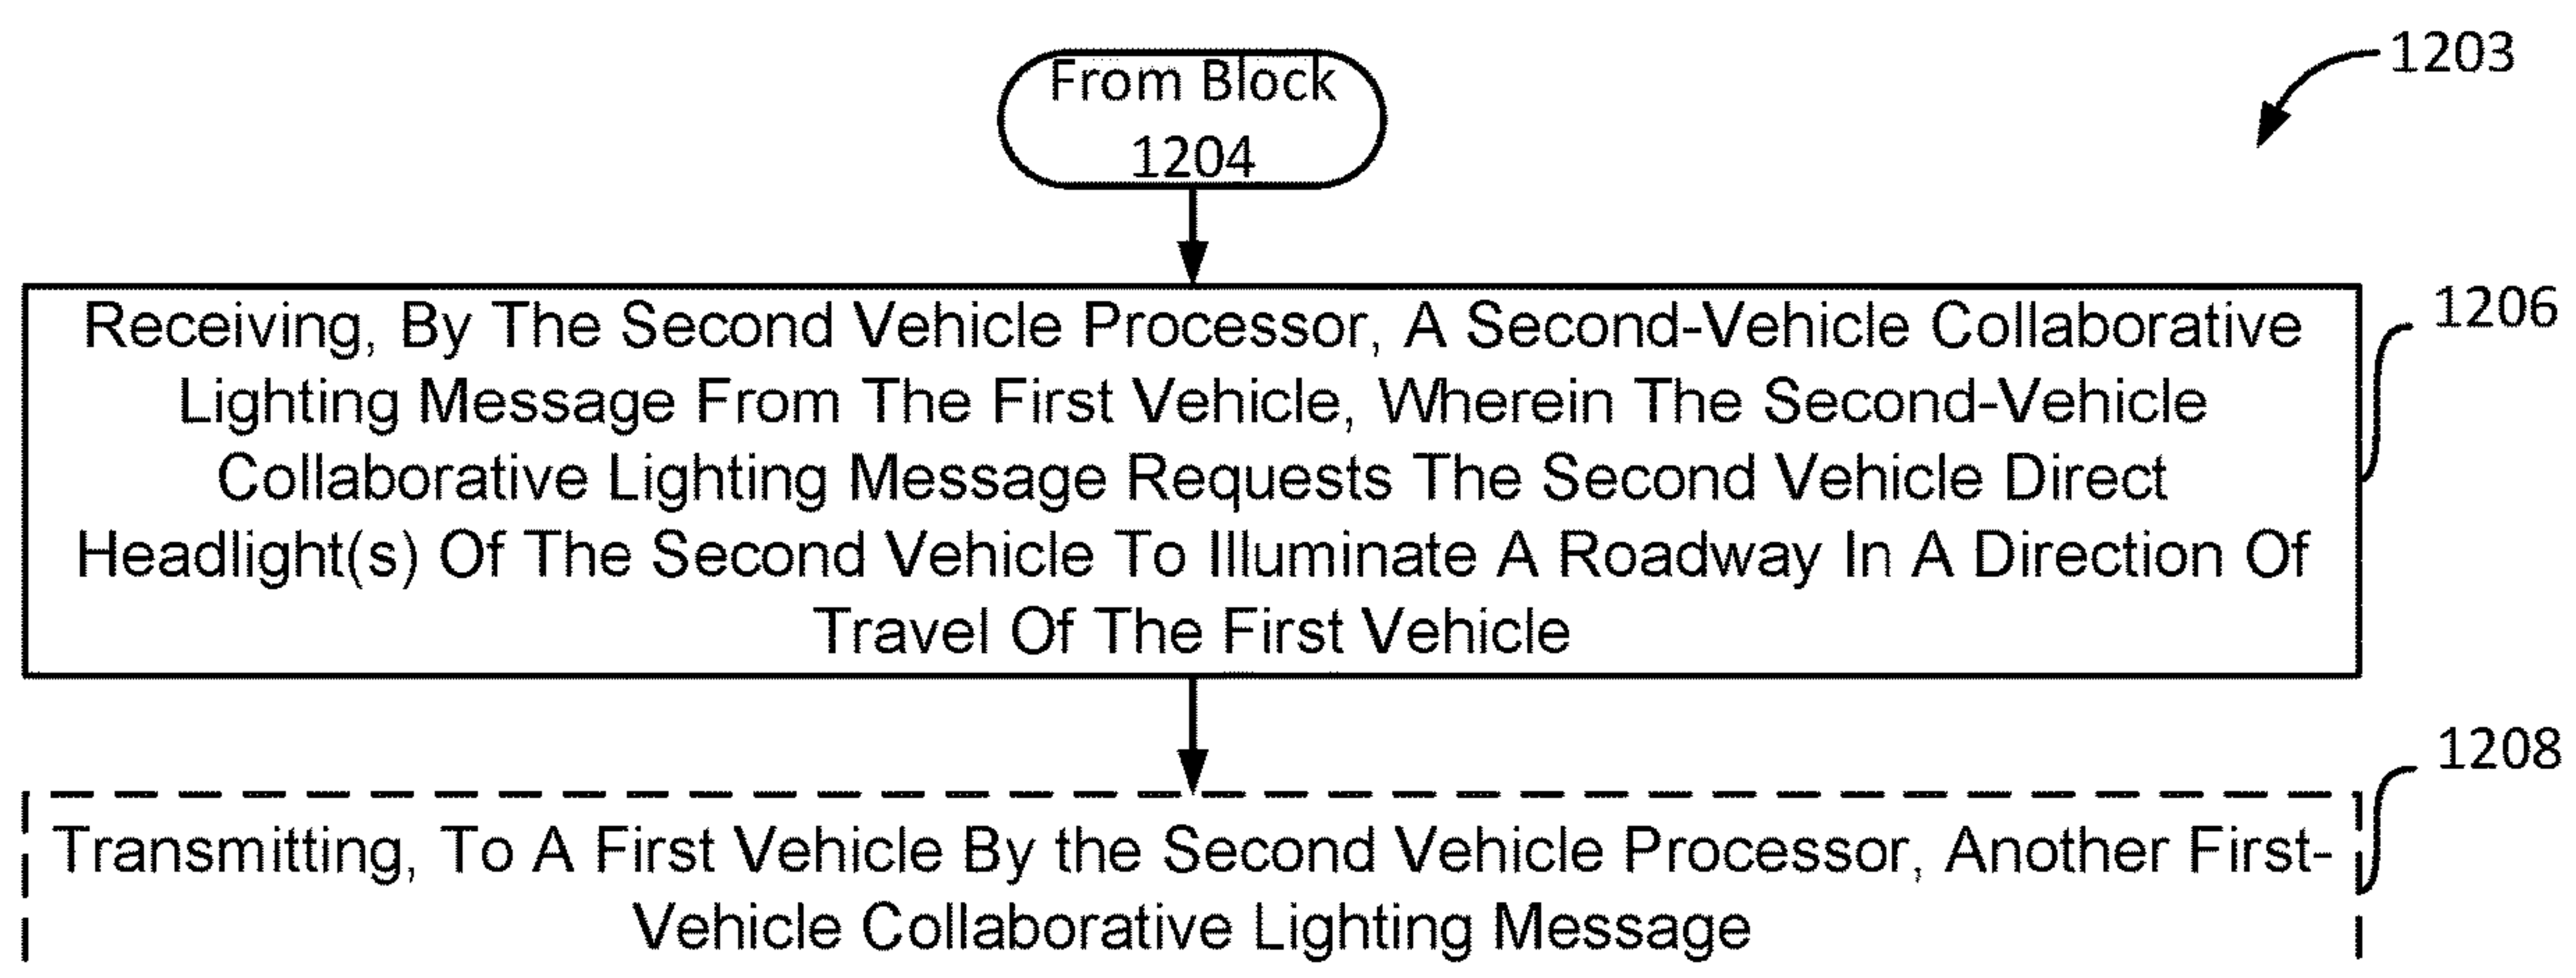 From Block
1204
1203
Receiving, By The Second Vehicle Processor, A Second-Vehicle Collaborative
Lighting Message From The First Vehicle, Wherein The Second-Vehicle
Collaborative Lighting Message Requests The Second Vehicle Direct
Headlight(s) Of The Second Vehicle To Illuminate A Roadway In A Direction Of
Travel Of The First Vehicle
1206
Transmitting, To A First Vehicle By the Second Vehicle Processor, Another First-
Vehicle Collaborative Lighting Message
1208